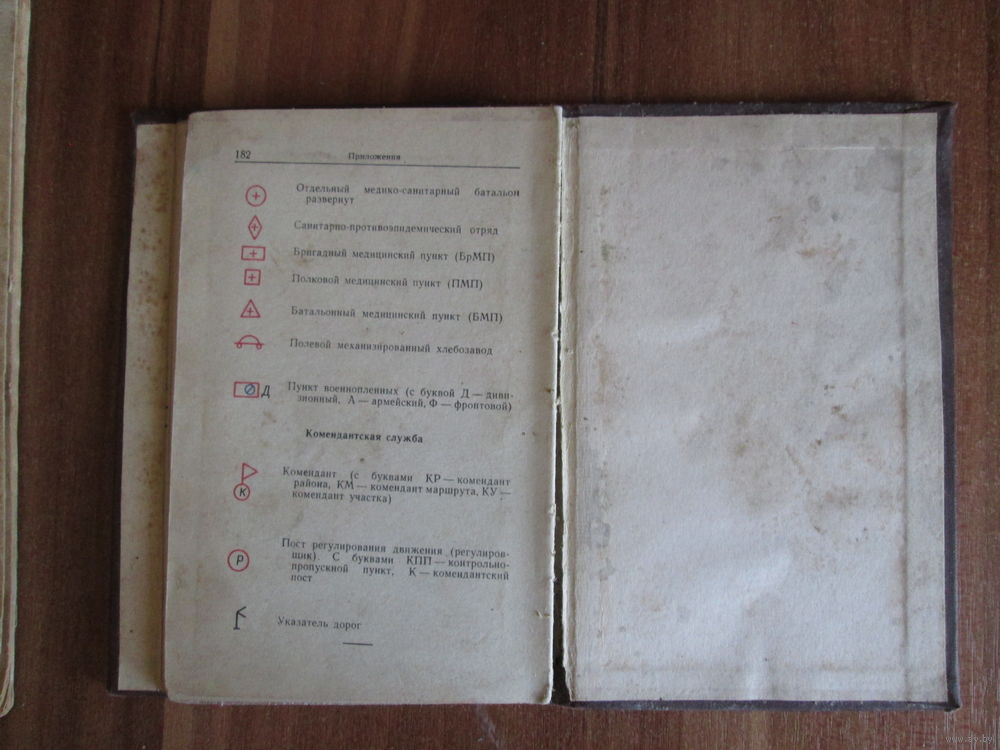 182
Приложения
Отдельный медико-санитарный батальон
развернут
Санитарно-противоэпидемический отряд
Бригадный медицинский пункт (БрМП)
Полковой медицинский пункт (ПМП)
Батальонный медицинский пункт (БМП)
Полевой механизированный хлебозавод
Д
Пункт военнопленных (с буквой Д — диви-
зионный, А — армейский, Ф — фронтовой)
Комендантская служба
К
Комендант (с буквами КР — комендант
района, КМ — комендант маршрута, КУ —
комендант участка)
Р
Пост регулирования движения (регулиров-
щик). С буквами КПП — контрольно-
пропускной пункт, К — комендантский
пост
Указатель дорог
www.ay.by